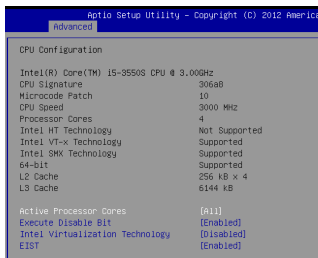 Aptio Setup Utility - Copyright (C) 2012 America
Advanced
CPU Configuration
Intel(R) Core(TM) i5-3550S CPU @ 3.00GHz
CPU Signature 306a8
Microcode Patch 10
CPU Speed 3000 MHz
Processor Cores 4
Intel HT Technology Not Supported
Intel VT-x Technology Supported
Intel SMX Technology Supported
64-bit Supported
L2 Cache 256 kB x 4
L3 Cache 6144 kB
Active Processor Cores [All]
Execute Disable Bit [Enabled]
Intel Virtualization Technology [Disabled]
EIST [Enabled]